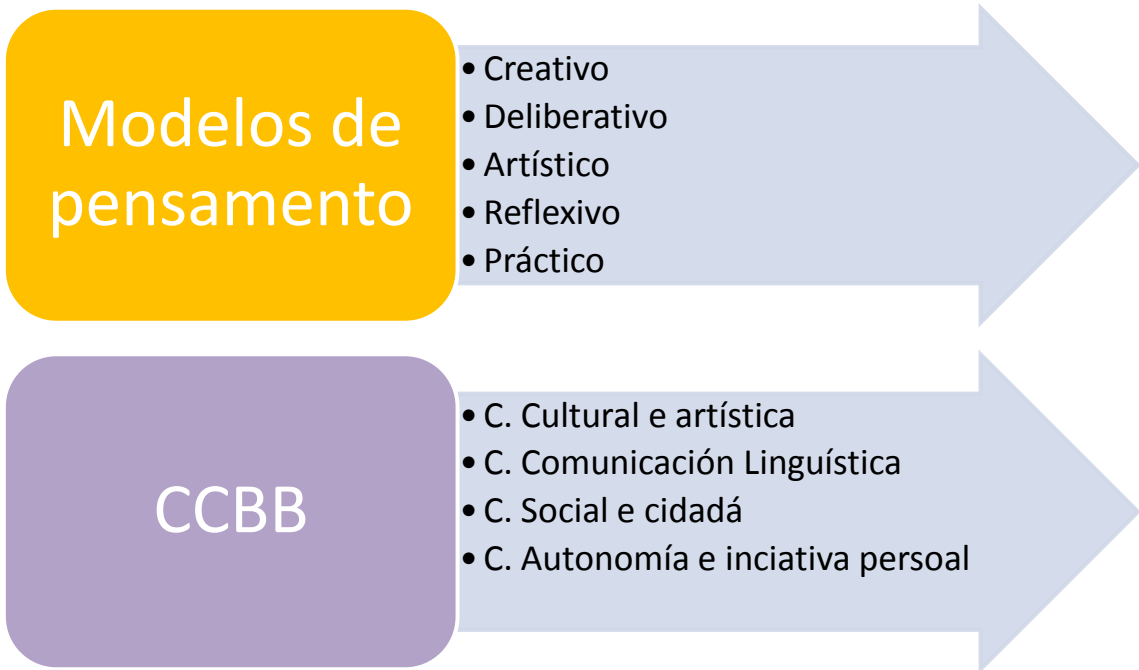 Modelos de
pensamento
• Creativo
• Deliberativo
• Artístico
• Reflexivo
• Práctico
CCBB
• C. Cultural e artística
• C. Comunicación Linguística
• C. Social e cidadá
• C. Autonomía e inciativa persoal